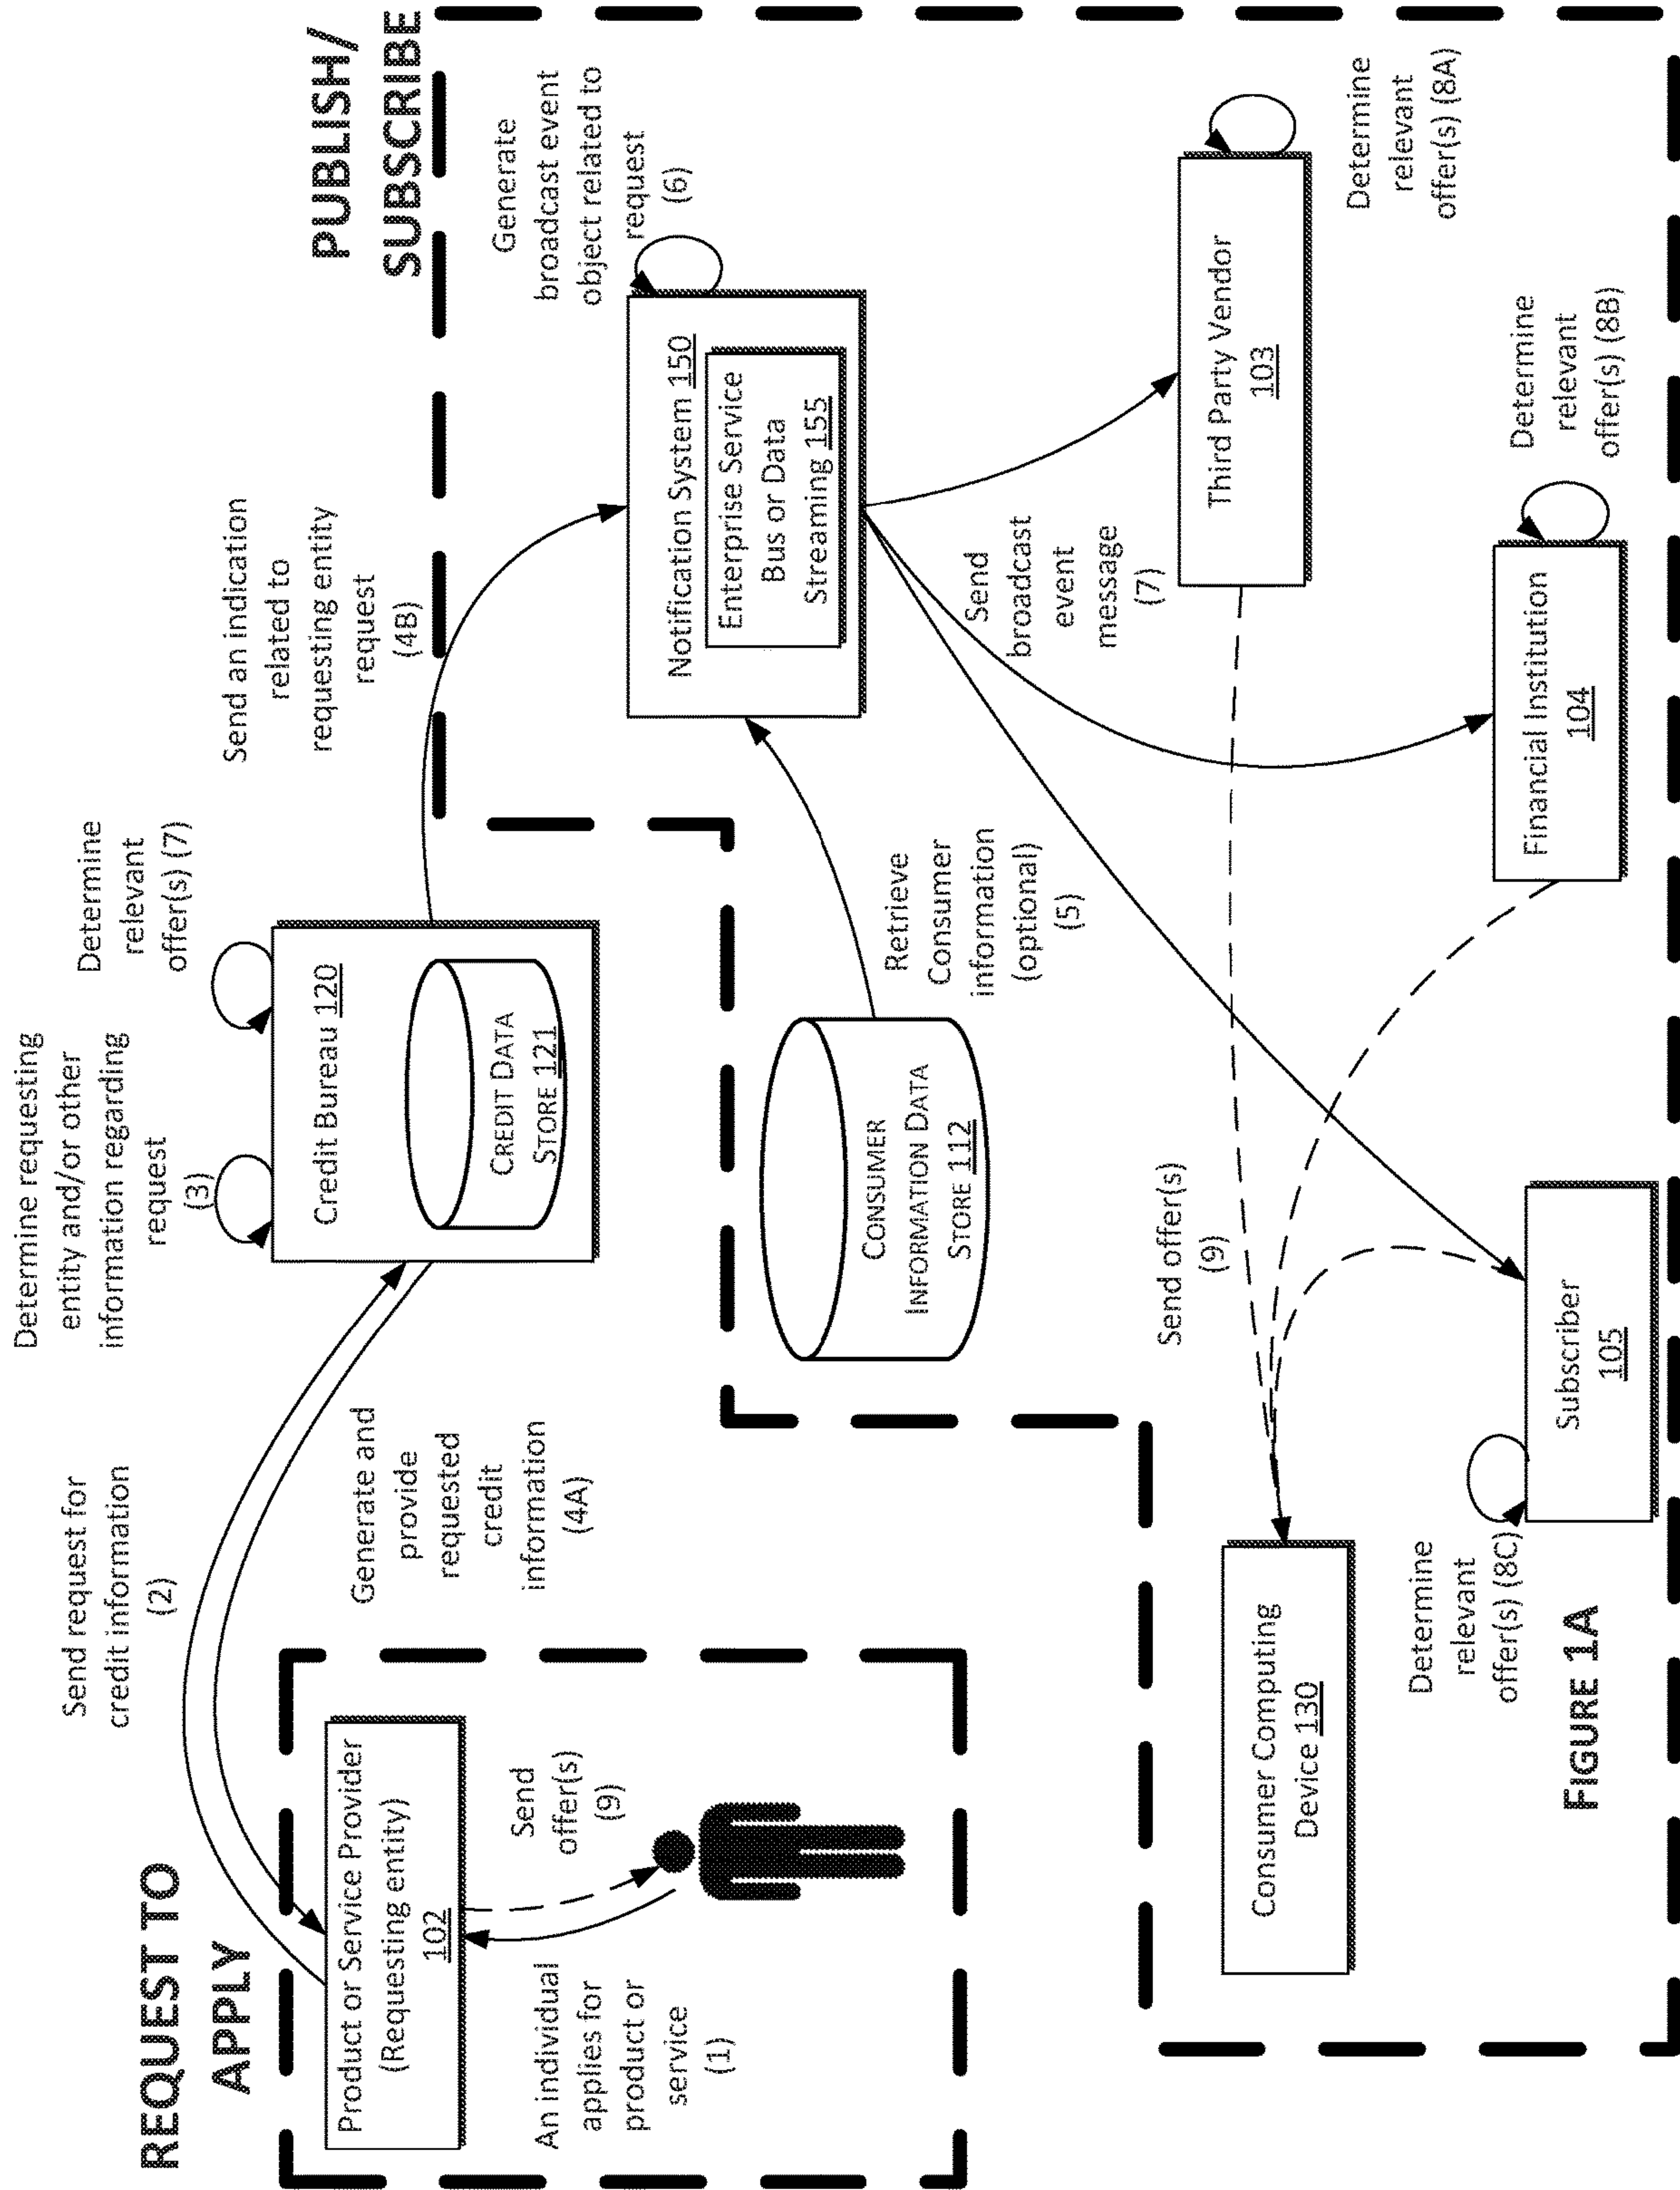 REQUEST TO
APPLY
Product or Service Provider
(Requesting entity)
102
An individual
applies for
product or
service
(1)
Send
offer(s)
(9)
Send request for
credit information
(2)
Generate and
provide
requested
credit
information
(4A)
Determine requesting
entity and/or other
information regarding
request
(3)
Determine
relevant
offer(s) (7)
Credit Bureau 120
CREDIT DATA
STORE 121
Send an indication
related to
requesting entity
request
(4B)
PUBLISH/
SUBSCRIBE
Generate
broadcast event
object related to
request
(6)
Notification System 150
Enterprise Service
Bus or Data
Streaming 155
CONSUMER
INFORMATION DATA
STORE 112
Retrieve
Consumer
information
(optional)
(5)
Send
broadcast
event
message
(7)
Third Party Vendor
103
Determine
relevant
offer(s) (8A)
Financial Institution
104
Determine
relevant
offer(s) (8B)
Send offer(s)
(9)
Subscriber
105
Determine
relevant
offer(s) (8C)
Consumer Computing
Device 130
FIGURE 1A